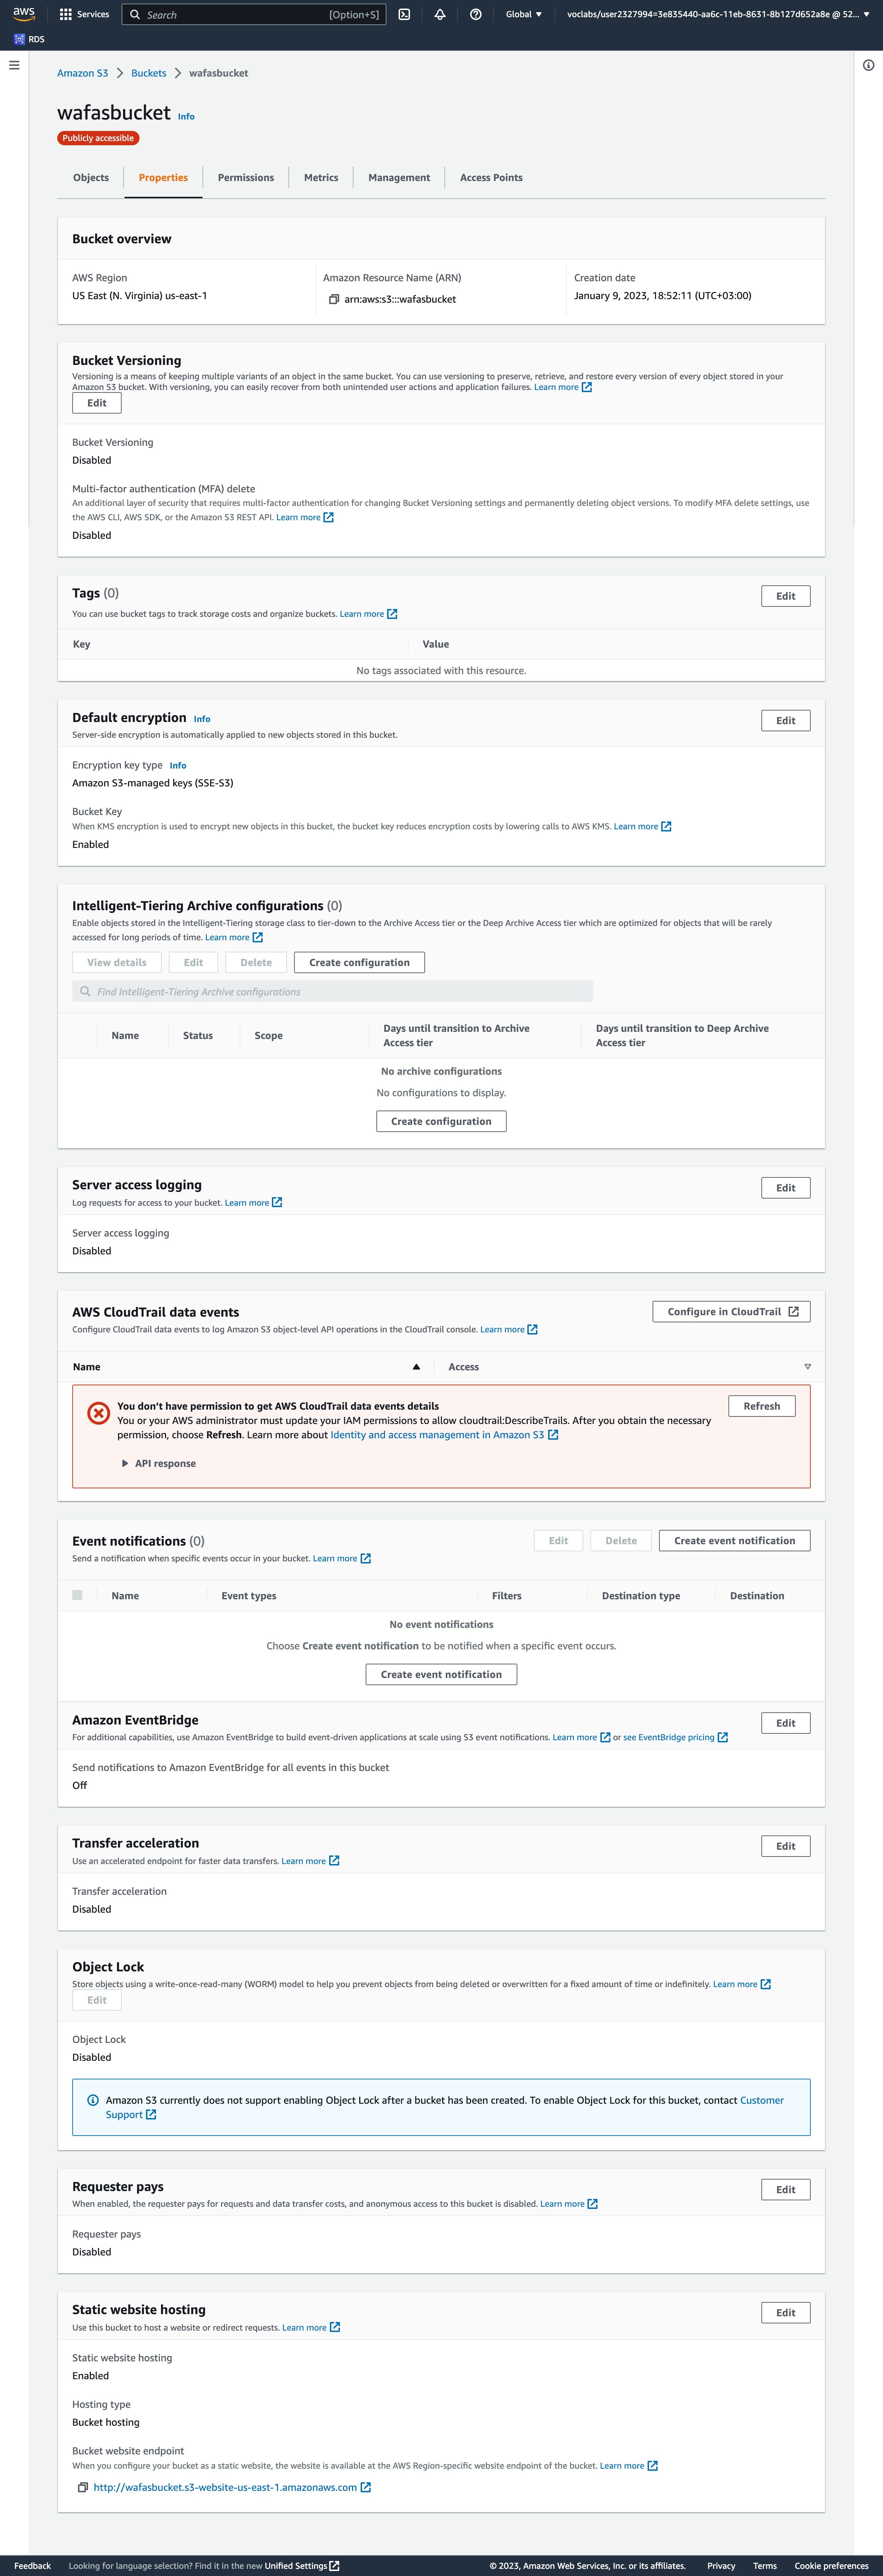 aws
Services
Search
[Option+S]
Global
voclabs/user2327994=3e835440-aa6c-11eb-8631-8b127d652a8e @ 52...
RDS
Amazon S3 Buckets wafasbucket
wafasbucket Info
Publicly accessible
Objects Properties Permissions Metrics Management Access Points
Bucket overview
AWS Region
US East (N. Virginia) us-east-1
Amazon Resource Name (ARN)
arn:aws:s3:::wafasbucket
Creation date
January 9, 2023, 18:52:11 (UTC+03:00)
Bucket Versioning
Versioning is a means of keeping multiple variants of an object in the same bucket. You can use versioning to preserve, retrieve, and restore every version of every object stored in your
Amazon S3 bucket. With versioning, you can easily recover from both unintended user actions and application failures. Learn more
Edit
Bucket Versioning
Disabled
Multi-factor authentication (MFA) delete
An additional layer of security that requires multi-factor authentication for changing Bucket Versioning settings and permanently deleting object versions. To modify MFA delete settings, use
the AWS CLI, AWS SDK, or the Amazon S3 REST API. Learn more
Disabled
Tags (0)
Edit
You can use bucket tags to track storage costs and organize buckets. Learn more
Key Value
No tags associated with this resource.
Default encryption Info
Edit
Server-side encryption is automatically applied to new objects stored in this bucket.
Encryption key type Info
Amazon S3-managed keys (SSE-S3)
Bucket Key
When KMS encryption is used to encrypt new objects in this bucket, the bucket key reduces encryption costs by lowering calls to AWS KMS. Learn more
Enabled
Intelligent-Tiering Archive configurations (0)
Enable objects stored in the Intelligent-Tiering storage class to tier-down to the Archive Access tier or the Deep Archive Access tier which are optimized for objects that will be rarely
accessed for long periods of time. Learn more
View details Edit Delete Create configuration
Find Intelligent-Tiering Archive configurations
Name Status Scope
Days until transition to Archive
Access tier
Days until transition to Deep Archive
Access tier
No archive configurations
No configurations to display.
Create configuration
Server access logging
Edit
Log requests for access to your bucket. Learn more
Server access logging
Disabled
AWS CloudTrail data events
Configure in CloudTrail
Configure CloudTrail data events to log Amazon S3 object-level API operations in the CloudTrail console. Learn more
Name Access
You don't have permission to get AWS CloudTrail data events details
Refresh
You or your AWS administrator must update your IAM permissions to allow cloudtrail:DescribeTrails. After you obtain the necessary
permission, choose Refresh. Learn more about Identity and access management in Amazon S3
API response
Event notifications (0)
Edit Delete Create event notification
Send a notification when specific events occur in your bucket. Learn more
Name Event types Filters Destination type Destination
No event notifications
Choose Create event notification to be notified when a specific event occurs.
Create event notification
Amazon EventBridge
Edit
For additional capabilities, use Amazon EventBridge to build event-driven applications at scale using S3 event notifications. Learn more or see EventBridge pricing
Send notifications to Amazon EventBridge for all events in this bucket
Off
Transfer acceleration
Edit
Use an accelerated endpoint for faster data transfers. Learn more
Transfer acceleration
Disabled
Object Lock
Store objects using a write-once-read-many (WORM) model to help you prevent objects from being deleted or overwritten for a fixed amount of time or indefinitely. Learn more
Edit
Object Lock
Disabled
Amazon S3 currently does not support enabling Object Lock after a bucket has been created. To enable Object Lock for this bucket, contact Customer
Support
Requester pays
Edit
When enabled, the requester pays for requests and data transfer costs, and anonymous access to this bucket is disabled. Learn more
Requester pays
Disabled
Static website hosting
Edit
Use this bucket to host a website or redirect requests. Learn more
Static website hosting
Enabled
Hosting type
Bucket hosting
Bucket website endpoint
When you configure your bucket as a static website, the website is available at the AWS Region-specific website endpoint of the bucket. Learn more
http://wafasbucket.s3-website-us-east-1.amazonaws.com
Feedback Looking for language selection? Find it in the new Unified Settings © 2023, Amazon Web Services, Inc. or its affiliates. Privacy Terms Cookie preferences